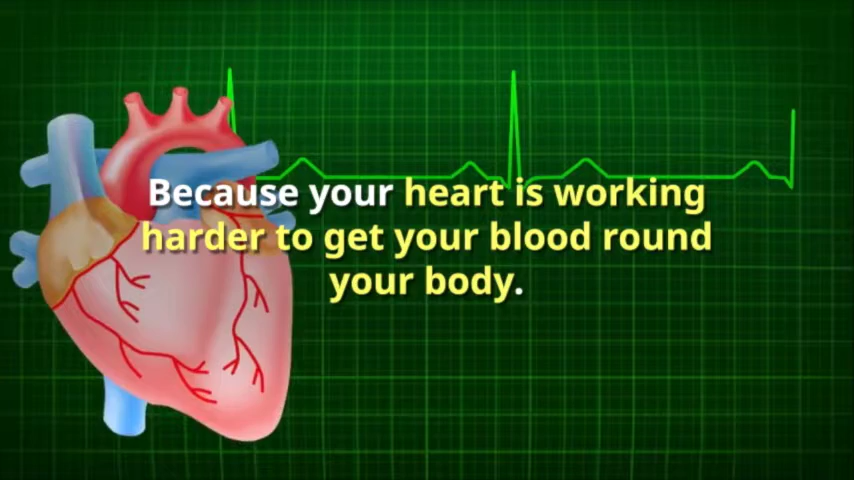 Because your heart is working
harder to get your blood round
your body.